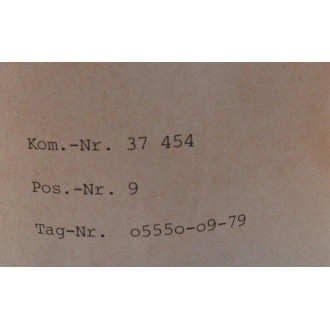 Kom.-Nr. 37 454
Pos.-Nr. 9
Tag-Nr. o555o-o9-79